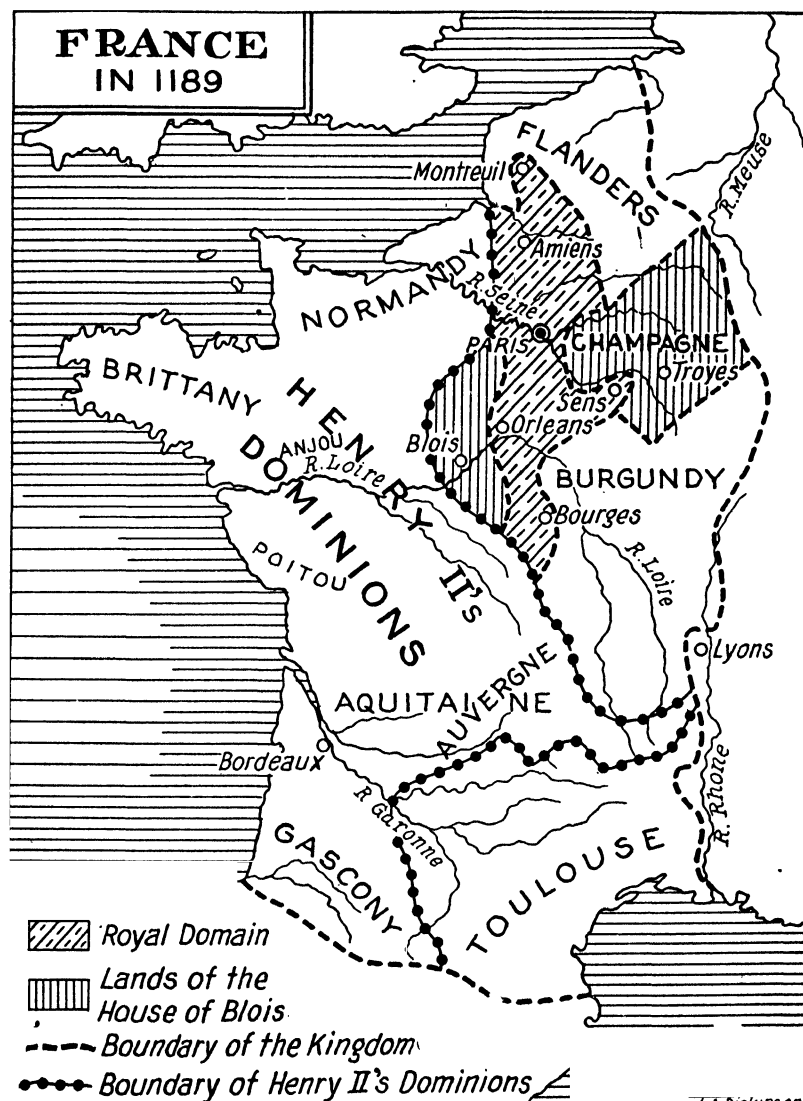 FRANCE
IN 1189
FLANDERS
Montreuil
R. Meuse
Amiens
NORMANDY
R. Seine
PARIS
CHAMPAGNE
Troyes
BRITTANY
Sens
HENRY II's
DOMINIONS
ANJOU
R. Loire
Blois
Orleans
BURGUNDY
Bourges
POITOU
R. Loire
Lyons
AQUITAINE
AUVERGNE
Bordeaux
R Garonne
R. Rhone
GASCONY
TOULOUSE
Royal Domain
Lands of the
House of Blois
Boundary of the Kingdom
Boundary of Henry II's Dominions